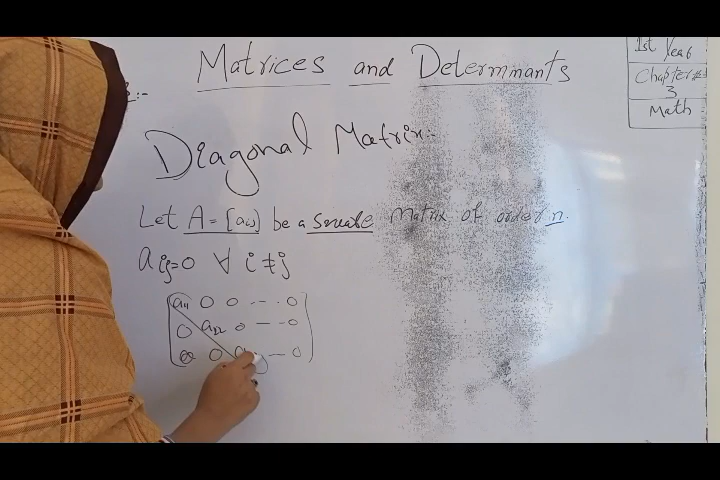 Matrices and Determinants
1st Year
Chapter #
3
Math
Diagonal Matrix:-
Let A = [aij] be a square Matrix of order n.
aij=0 ∀ i≠j
a11 0 0 --- 0
0 a22 0 --- 0
0 0 --- 0